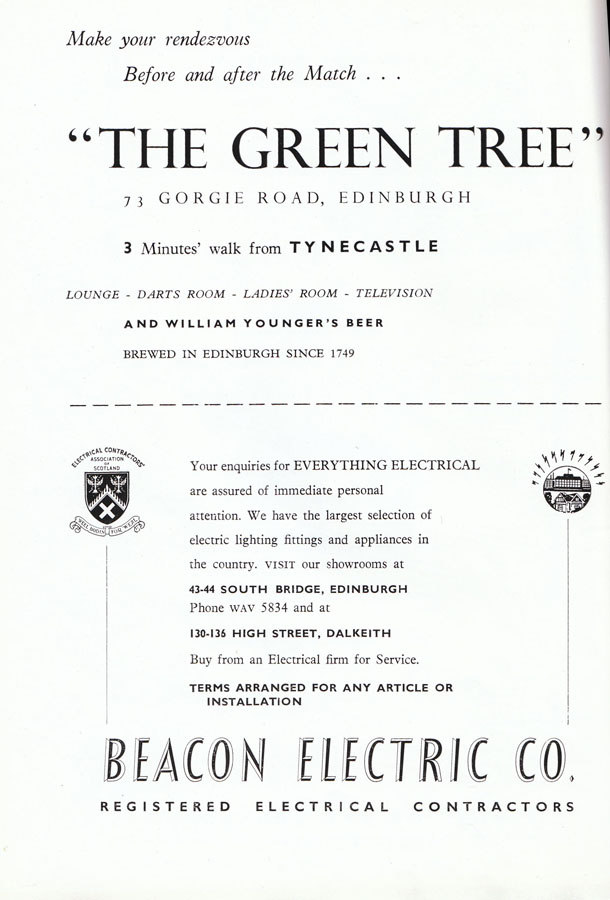 Make your rendezvous
Before and after the Match . . .
“THE GREEN TREE”
73 GORGIE ROAD, EDINBURGH
3 Minutes’ walk from TYNECASTLE
LOUNGE - DARTS ROOM - LADIES’ ROOM - TELEVISION
AND WILLIAM YOUNGER’S BEER
BREWED IN EDINBURGH SINCE 1749
ELECTRICAL CONTRACTORS’
ASSOCIATION
OF
SCOTLAND
Your enquiries for EVERYTHING ELECTRICAL
are assured of immediate personal
attention. We have the largest selection of
electric lighting fittings and appliances in
the country. VISIT our showrooms at
43-44 SOUTH BRIDGE, EDINBURGH
Phone WAV 5834 and at
130-136 HIGH STREET, DALKEITH
Buy from an Electrical firm for Service.
TERMS ARRANGED FOR ANY ARTICLE OR
INSTALLATION
BEACON ELECTRIC CO.
REGISTERED ELECTRICAL CONTRACTORS